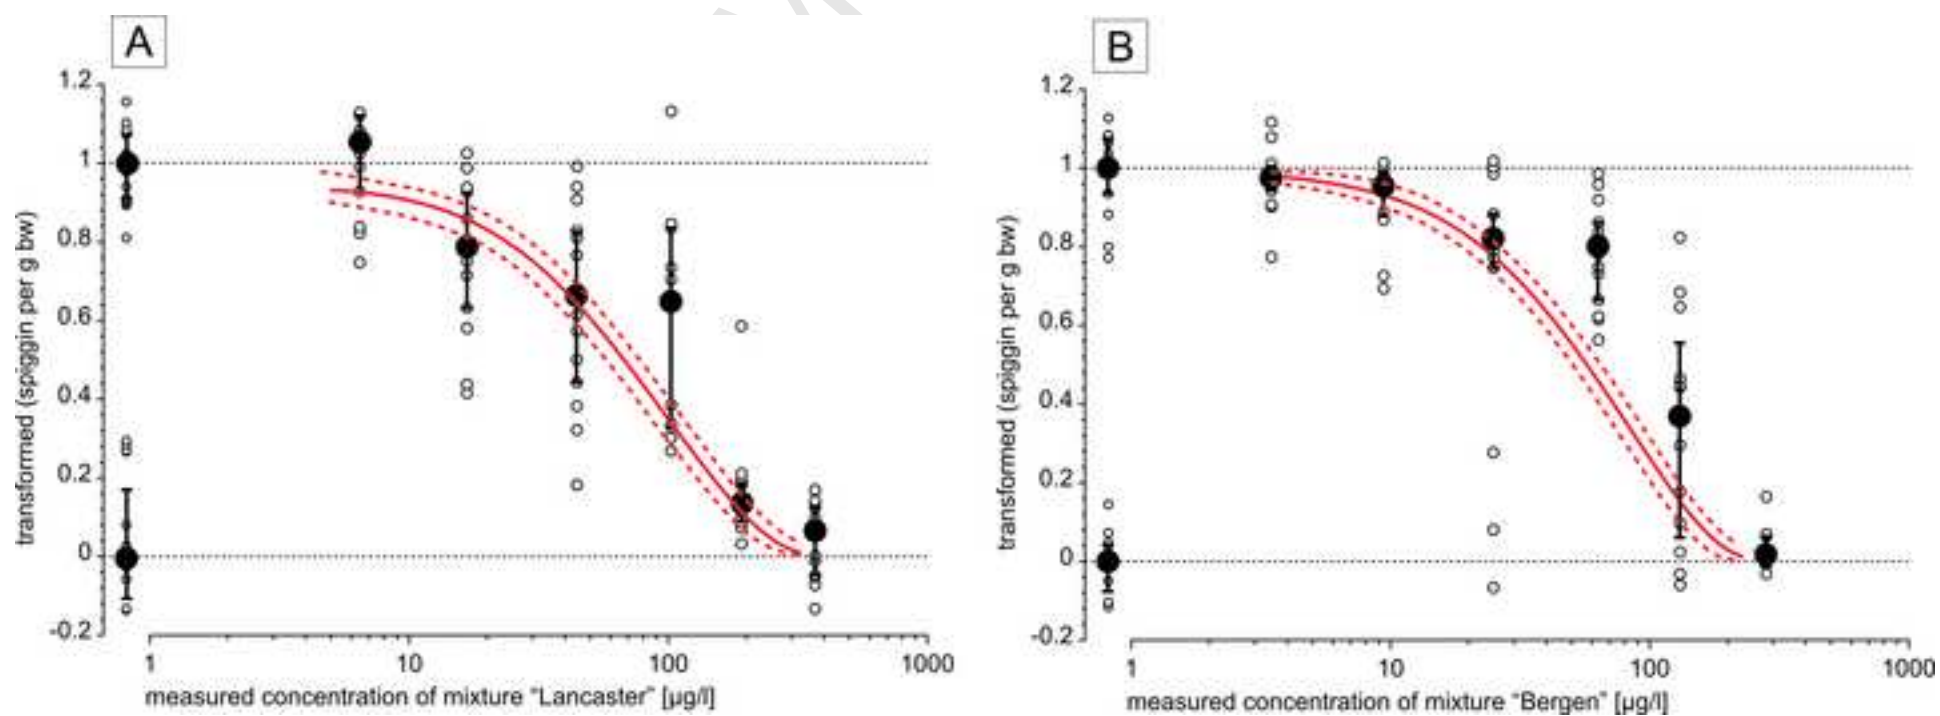 A
1.2
1
0.8
0.6
0.4
0.2
0
-0.2
transformed (spiggin per g bw)
1 10 100 1000
measured concentration of mixture "Lancaster" [µg/l]
B
1.2
1
0.8
0.6
0.4
0.2
0
-0.2
transformed (spiggin per g bw)
1 10 100 1000
measured concentration of mixture "Bergen" [µg/l]